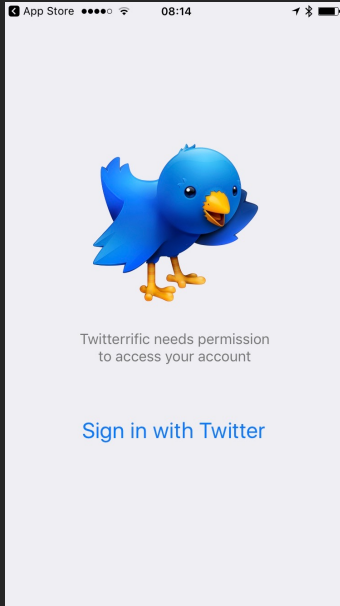 App Store 08:14
Twitterrific needs permission
to access your account
Sign in with Twitter